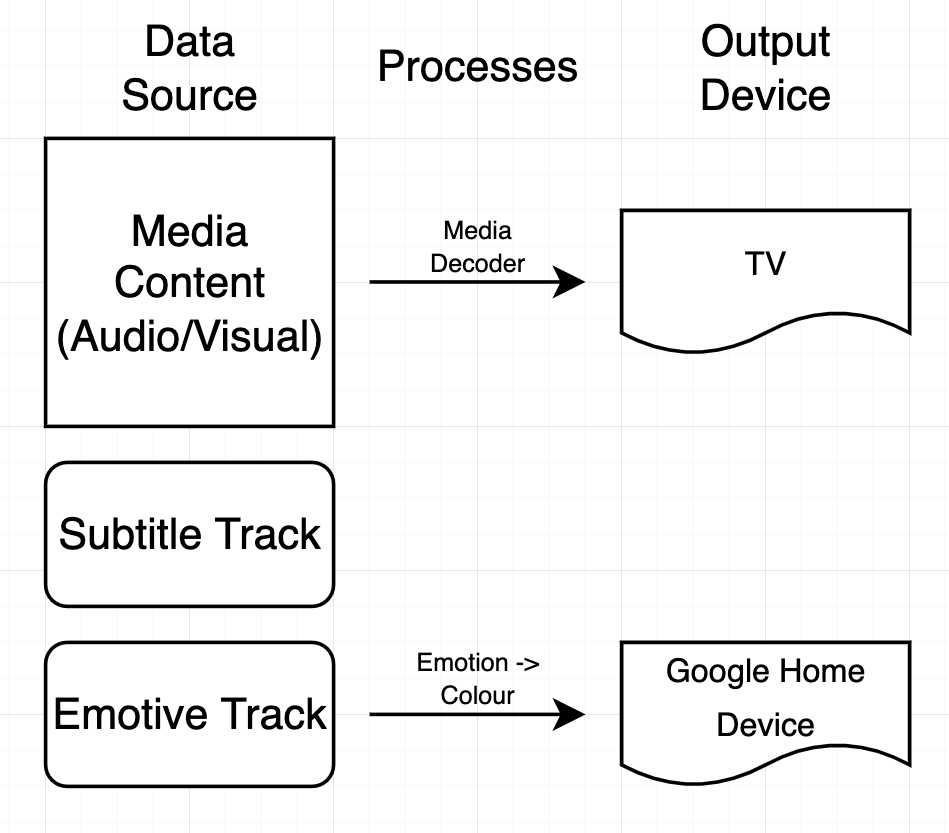 Data
Source
Processes
Output
Device
Media
Content
(Audio/Visual)
Media
Decoder
TV
Subtitle Track
Emotive Track
Emotion ->
Colour
Google Home
Device